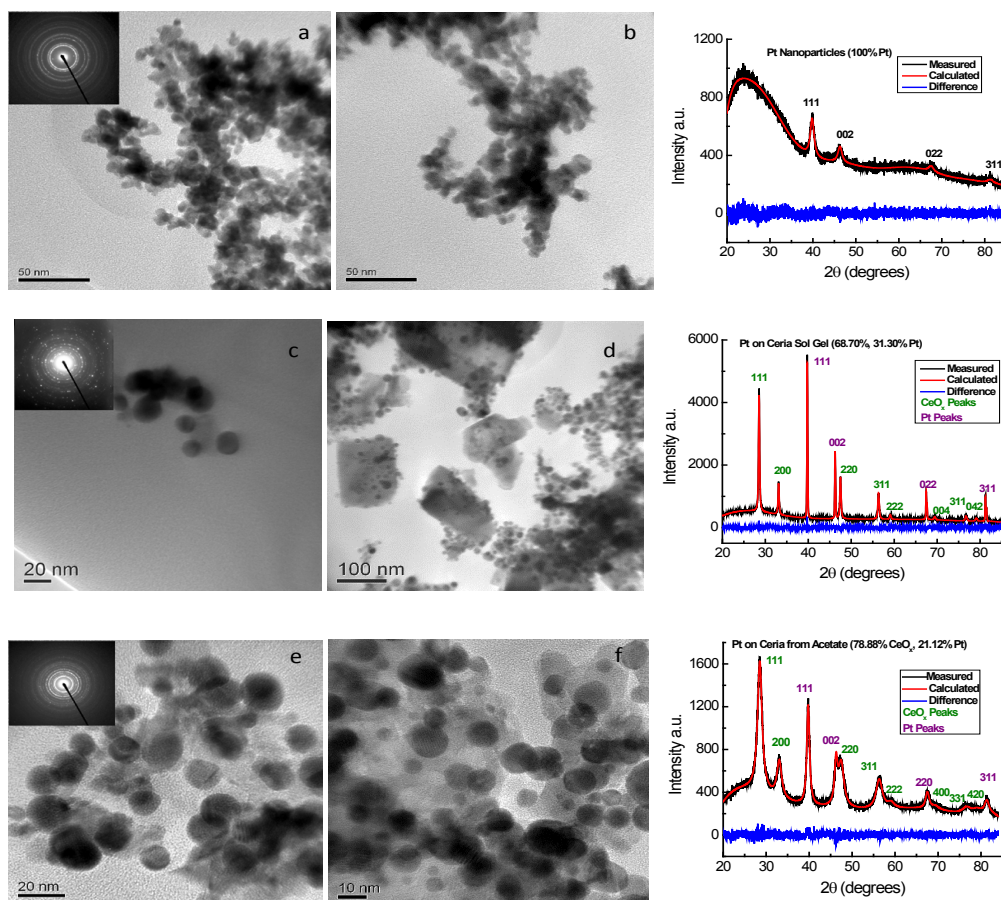 a
50 nm
b
50 nm
Pt Nanoparticles (100% Pt)
Measured
Calculated
Difference
111
002
022
311
1200
800
400
0
Intensity a.u.
20 30 40 50 60 70 80
2θ (degrees)
c
20 nm
d
100 nm
Pt on Ceria Sol Gel (68.70%, 31.30% Pt)
Measured
Calculated
Difference
CeOx Peaks
Pt Peaks
111
111
200
002
220
311
222
022
004
311
042
311
6000
4000
2000
0
Intensity a.u.
20 30 40 50 60 70 80
2θ (degrees)
e
20 nm
f
10 nm
Pt on Ceria from Acetate (78.88% CeOx, 21.12% Pt)
Measured
Calculated
Difference
CeOx Peaks
Pt Peaks
111
200
111
002
220
311
222
220
400
331
420
311
1600
1200
800
400
0
Intensity a.u.
20 30 40 50 60 70 80
2θ (degrees)